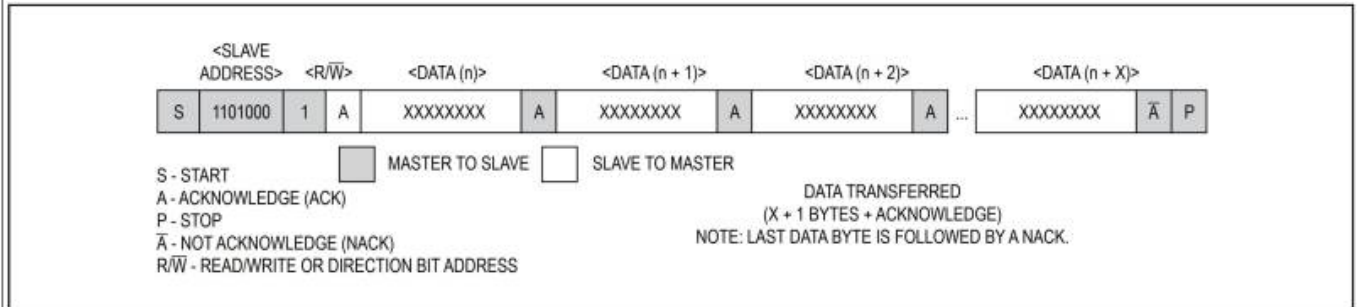 <SLAVE
ADDRESS> <R/W̅> <DATA (n)> <DATA (n + 1)> <DATA (n + 2)> <DATA (n + X)>
S 1101000 1 A XXXXXXXX A XXXXXXXX A XXXXXXXX A ... XXXXXXXX A̅ P
MASTER TO SLAVE SLAVE TO MASTER
S - START
A - ACKNOWLEDGE (ACK)
P - STOP
A̅ - NOT ACKNOWLEDGE (NACK)
R/W̅ - READ/WRITE OR DIRECTION BIT ADDRESS
DATA TRANSFERRED
(X + 1 BYTES + ACKNOWLEDGE)
NOTE: LAST DATA BYTE IS FOLLOWED BY A NACK.